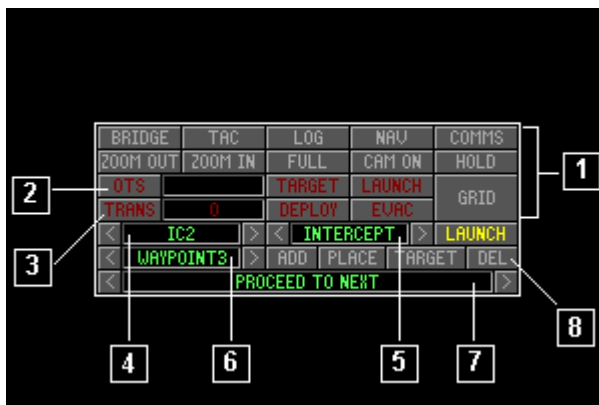 BRIDGE TAC LOG NAV COMMS
ZOOM OUT ZOOM IN FULL CAM ON HOLD
1
2
OTS TARGET LAUNCH GRID
TRANS 0 DEPLOY EVAC
3
< IC2 > < INTERCEPT > LAUNCH
< WAYPOINT3 > ADD PLACE TARGET DEL
< PROCEED TO NEXT >
8
4 6 5 7